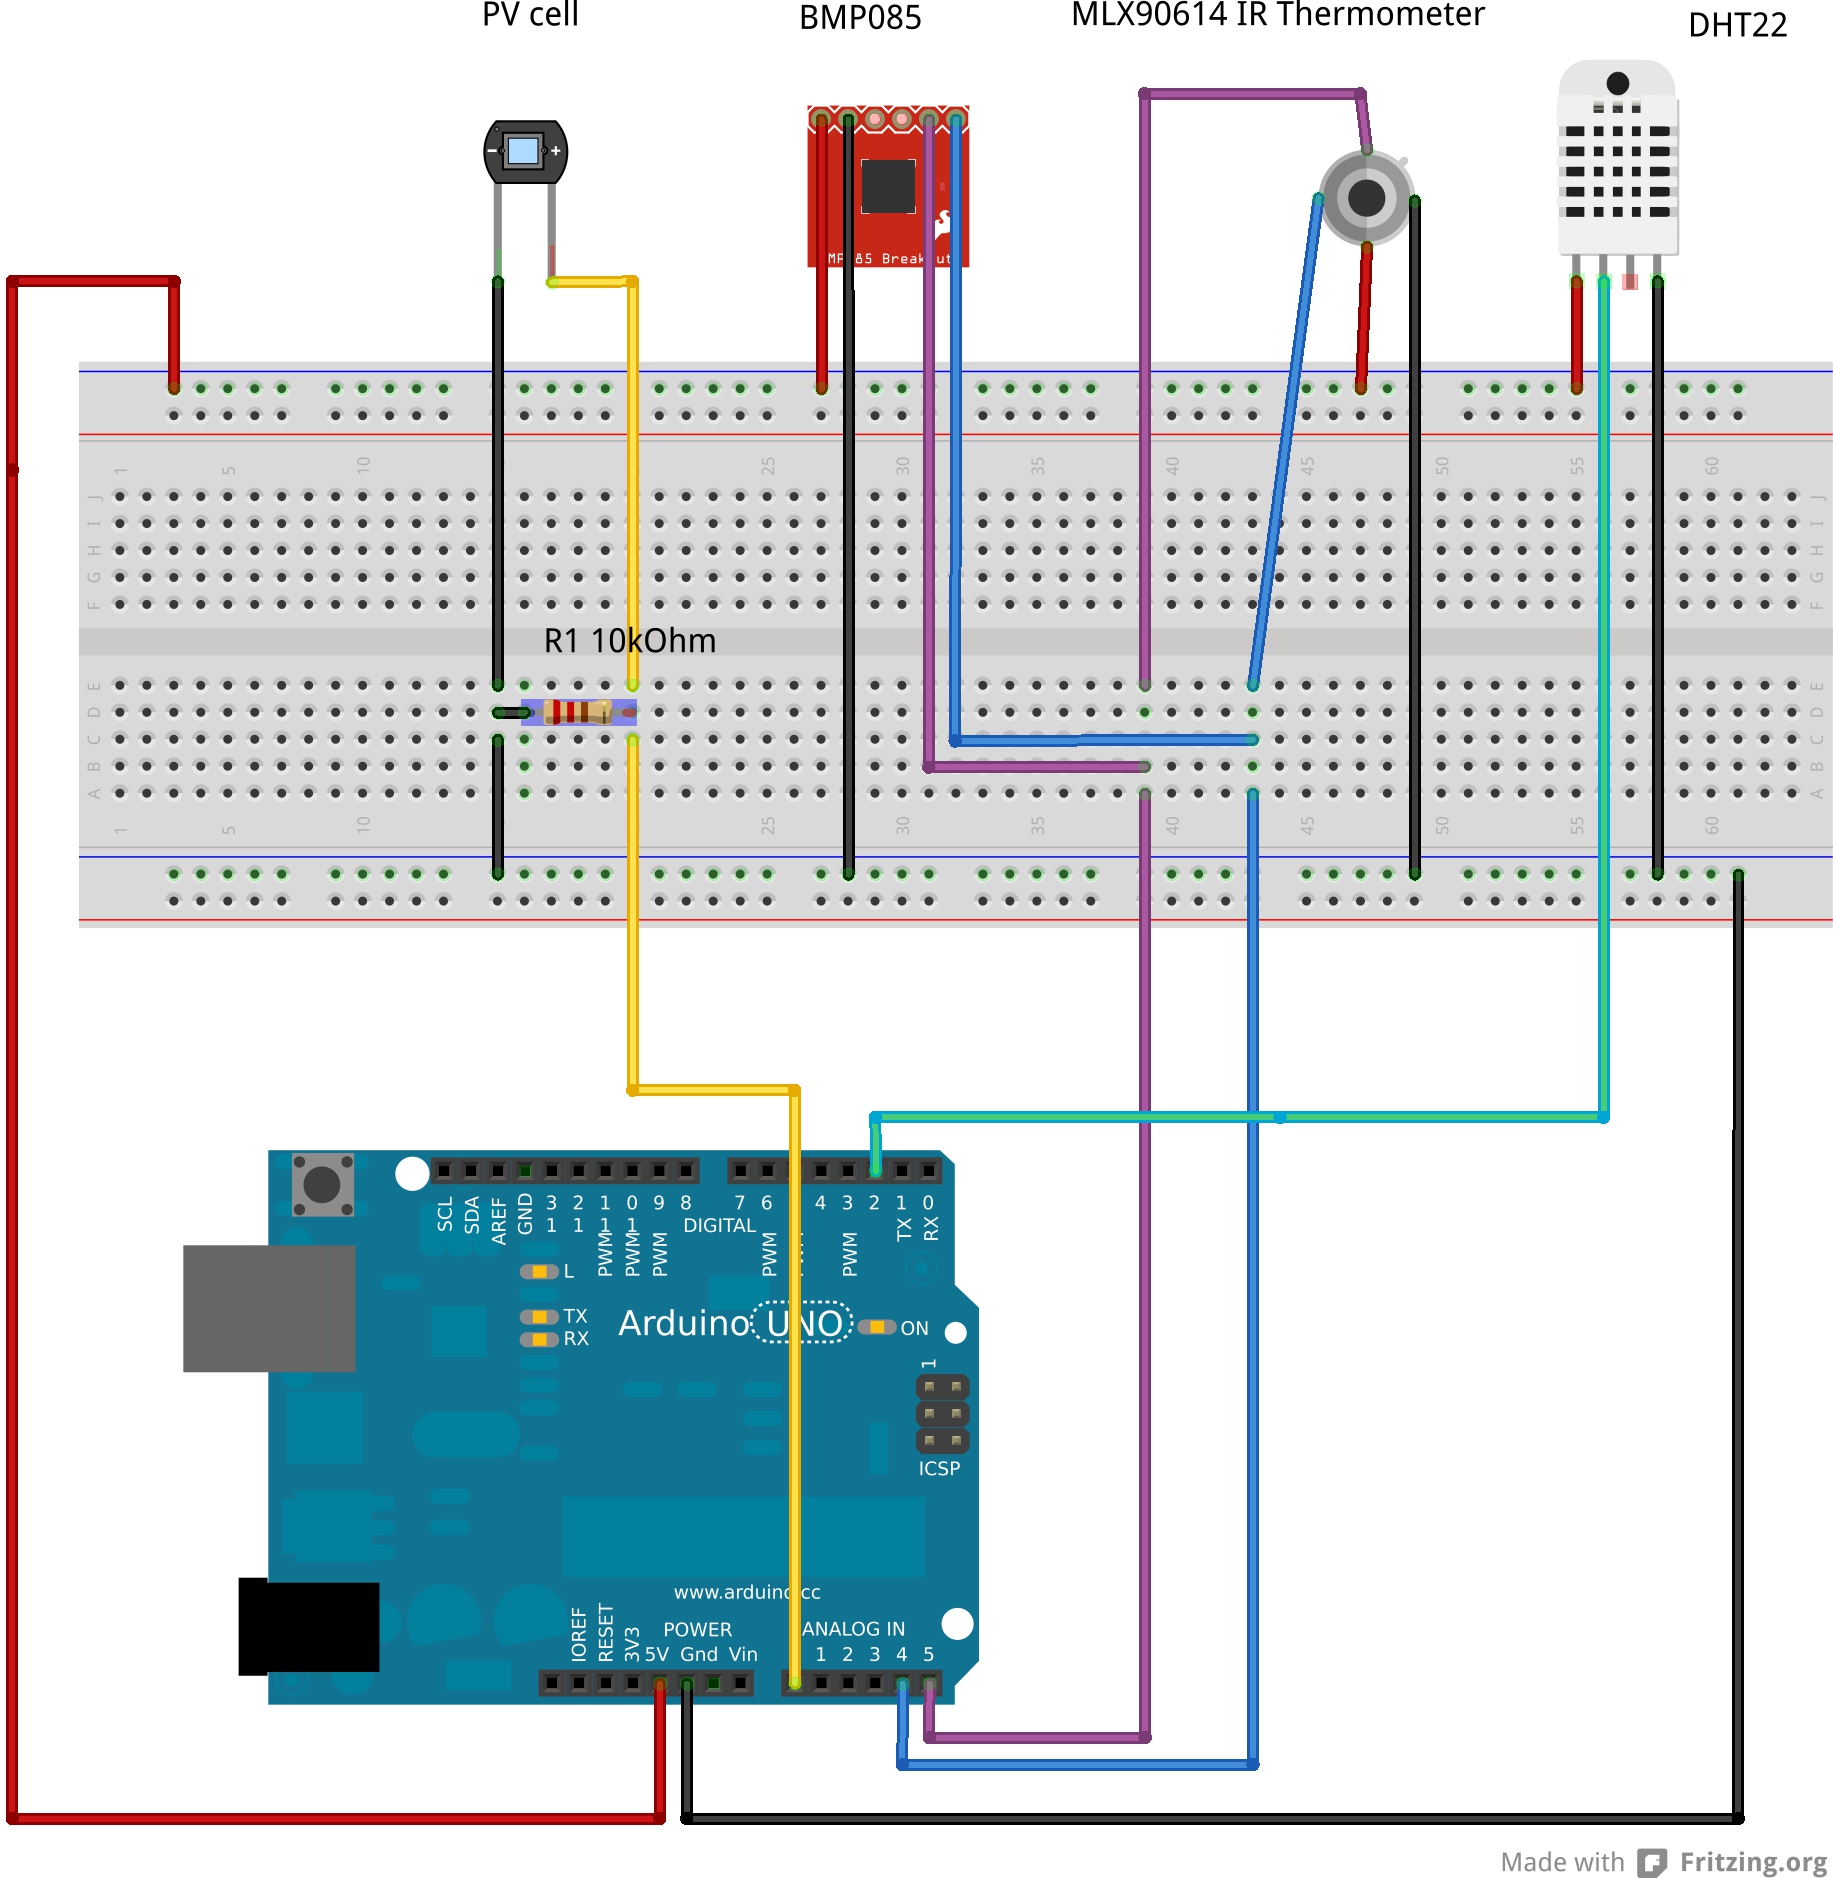 PV cell
BMP085
MLX90614 IR Thermometer
DHT22
1 5 10 25 30 35 40 45 50 55 60
J J
I I
H H
G G
F F
R1 10kOhm
E E
D D
C C
B B
A A
1 5 10 25 30 35 40 45 50 55 60
SCL SDA AREF GND 13 12 PWM 11 PWM 10 PWM 9 8
DIGITAL
7 PWM 6 4 PWM 3 2 TX 1 RX 0
L
TX
RX
Arduino UNO
ON
1
ICSP
www.arduino.cc
POWER
ANALOG IN
IOREF RESET 3V3 5V Gnd Vin
1 2 3 4 5
Made with Fritzing.org